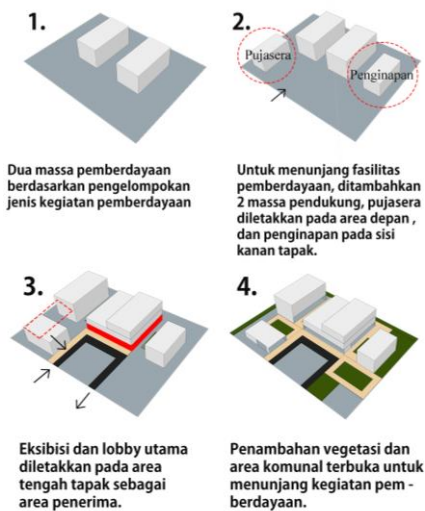 1.
Dua massa pemberdayaan
berdasarkan pengelompokan
jenis kegiatan pemberdayaan
2.
Pujasera
Penginapan
Untuk menunjang fasilitas
pemberdayaan, ditambahkan
2 massa pendukung, pujasera
diletakkan pada area depan ,
dan penginapan pada sisi
kanan tapak.
3.
Eksibisi dan lobby utama
diletakkan pada area
tengah tapak sebagai
area penerima.
4.
Penambahan vegetasi dan
area komunal terbuka untuk
menunjang kegiatan pem -
berdayaan.